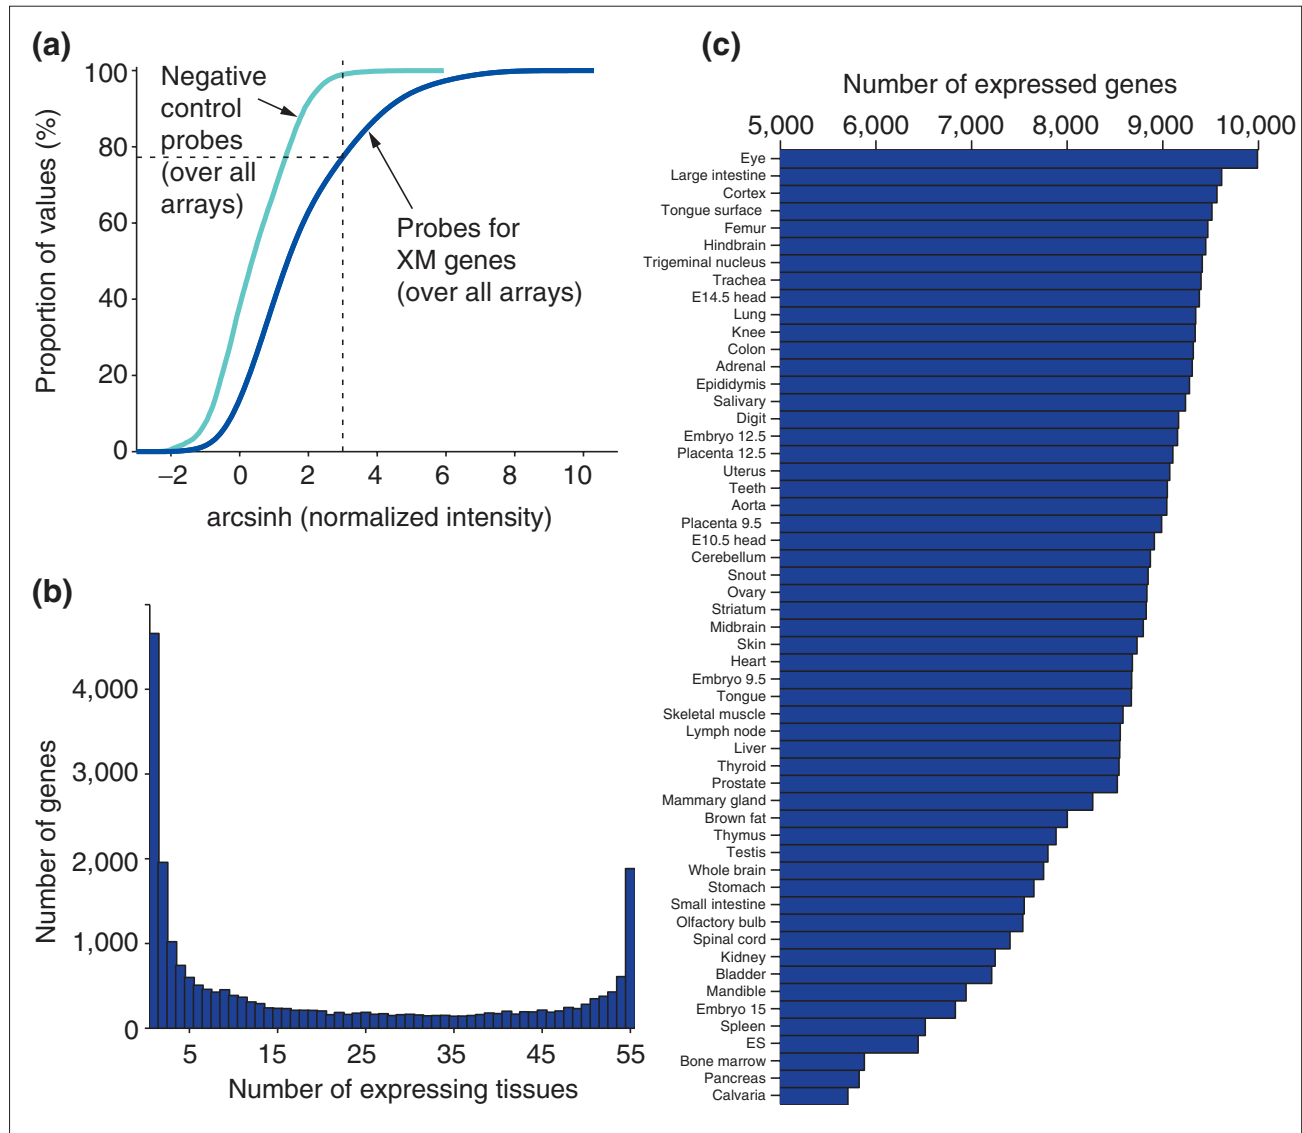 (a)
100
80
60
40
20
0
Proportion of values (%)
Negative
control
probes
(over all
arrays)
Probes for
XM genes
(over all arrays)
−2
0
2
4
6
8
10
arcsinh (normalized intensity)
(b)
4,000
3,000
2,000
1,000
0
Number of genes
5
15
25
35
45
55
Number of expressing tissues
(c)
Number of expressed genes
5,000
6,000
7,000
8,000
9,000
10,000
Eye
Large intestine
Cortex
Tongue surface
Femur
Hindbrain
Trigeminal nucleus
Trachea
E14.5 head
Lung
Knee
Colon
Adrenal
Epididymis
Salivary
Digit
Embryo 12.5
Placenta 12.5
Uterus
Teeth
Aorta
Placenta 9.5
E10.5 head
Cerebellum
Snout
Ovary
Striatum
Midbrain
Skin
Heart
Embryo 9.5
Tongue
Skeletal muscle
Lymph node
Liver
Thyroid
Prostate
Mammary gland
Brown fat
Thymus
Testis
Whole brain
Stomach
Small intestine
Olfactory bulb
Spinal cord
Kidney
Bladder
Mandible
Embryo 15
Spleen
ES
Bone marrow
Pancreas
Calvaria